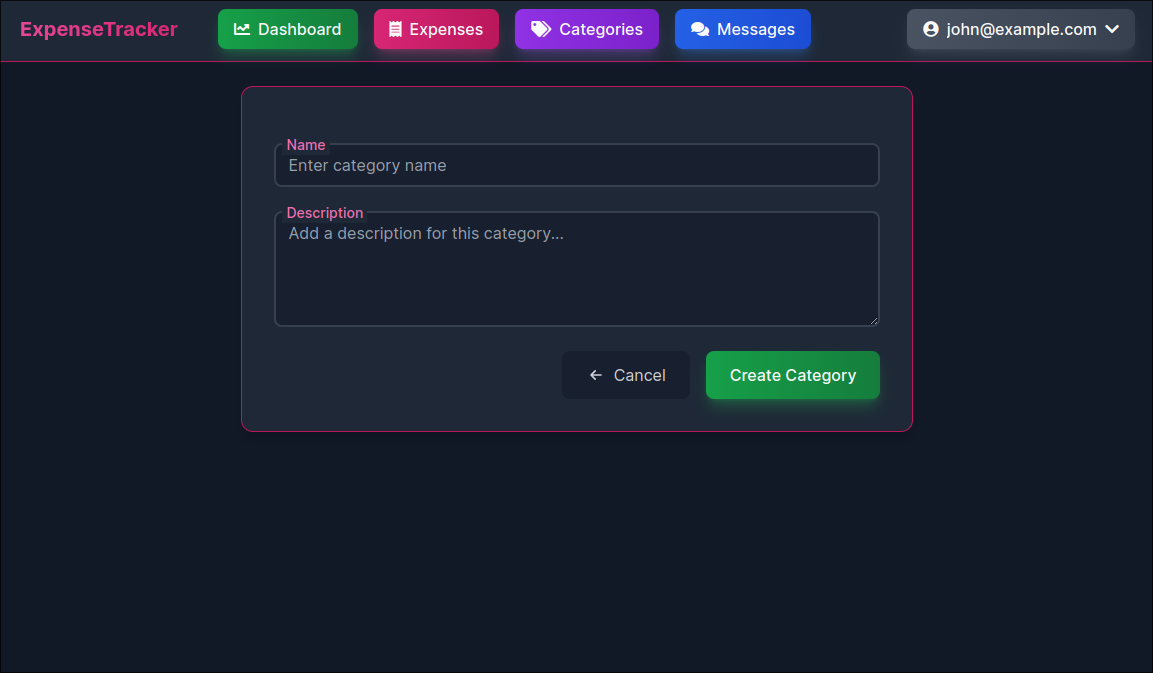 ExpenseTracker Dashboard Expenses Categories Messages john@example.com
Name
Enter category name
Description
Add a description for this category...
Cancel Create Category